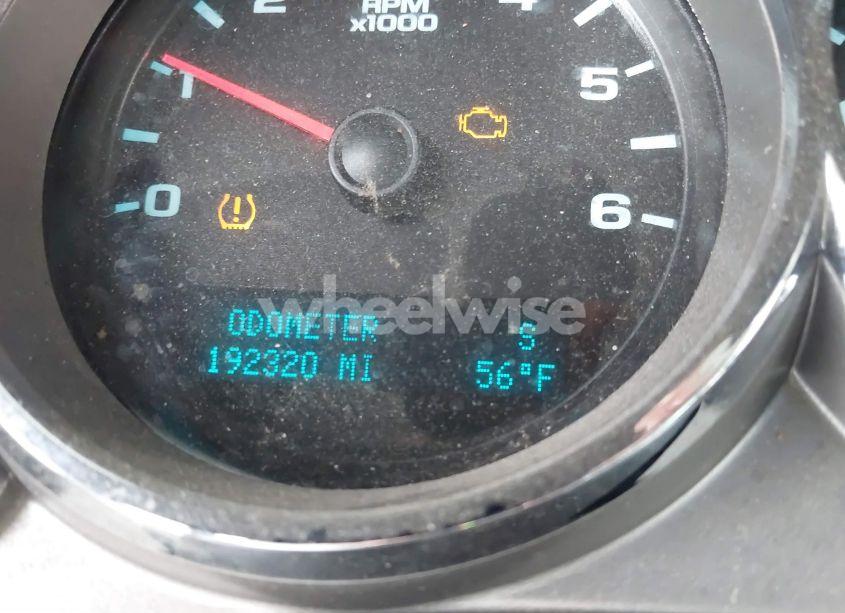 2
4
RPM
x1000
1
5
0
6
wheelwise
ODOMETER S
192320 MI 56°F